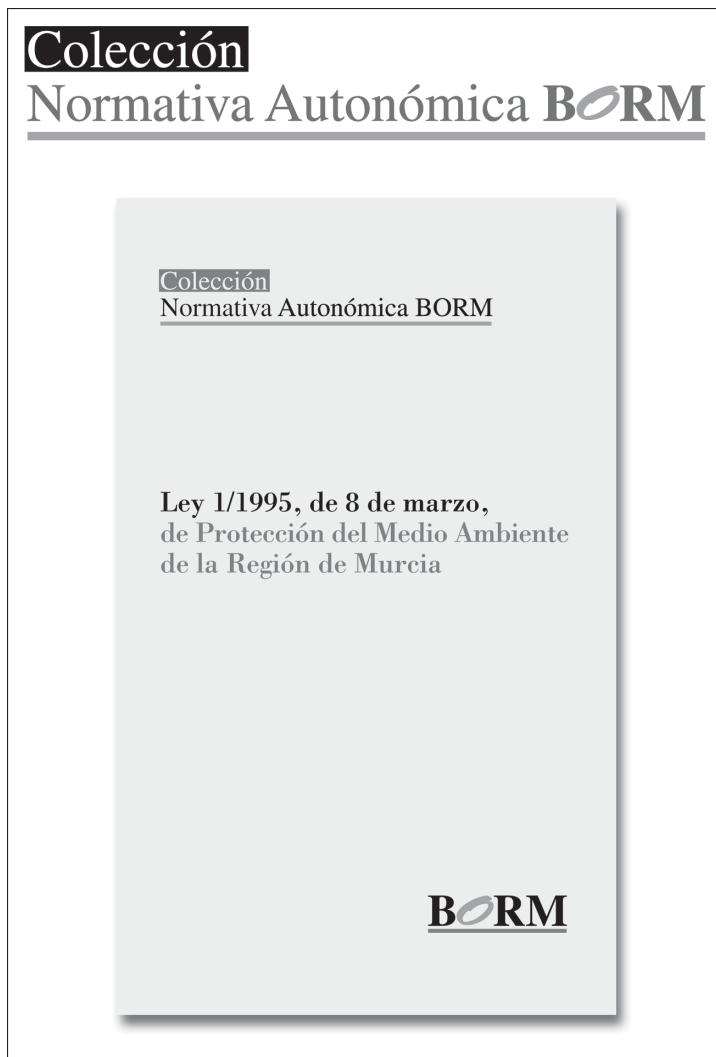 Colección
Normativa Autonómica BORM
Colección
Normativa Autonómica BORM
Ley 1/1995, de 8 de marzo,
de Protección del Medio Ambiente
de la Región de Murcia
BORM